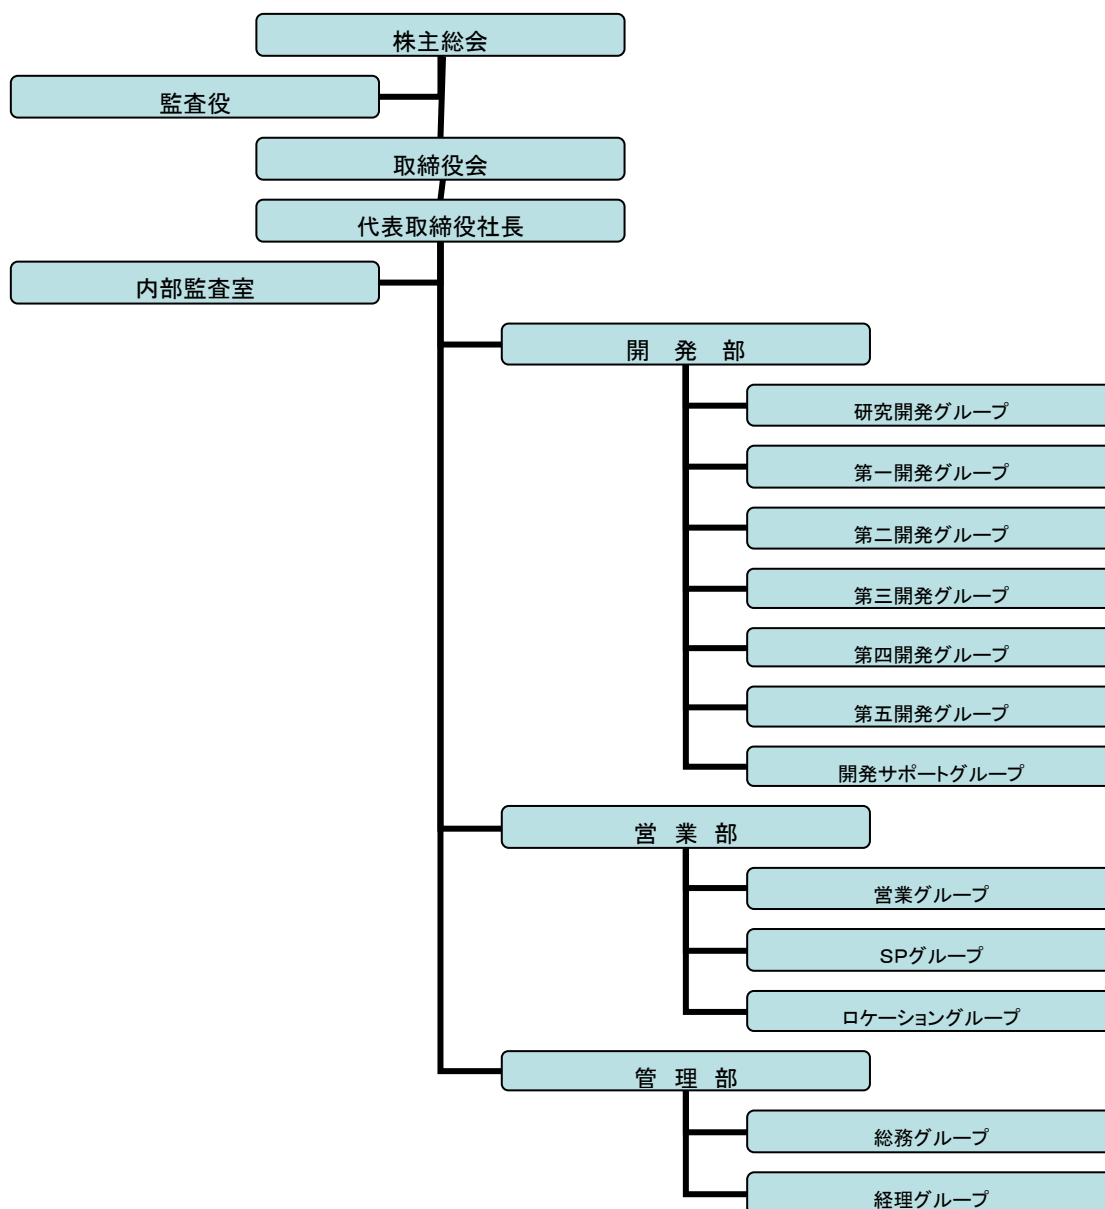 株主総会
監査役
取締役会
代表取締役社長
内部監査室
開　発　部
研究開発グループ
第一開発グループ
第二開発グループ
第三開発グループ
第四開発グループ
第五開発グループ
開発サポートグループ
営　業　部
営業グループ
SPグループ
ロケーショングループ
管　理　部
総務グループ
経理グループ